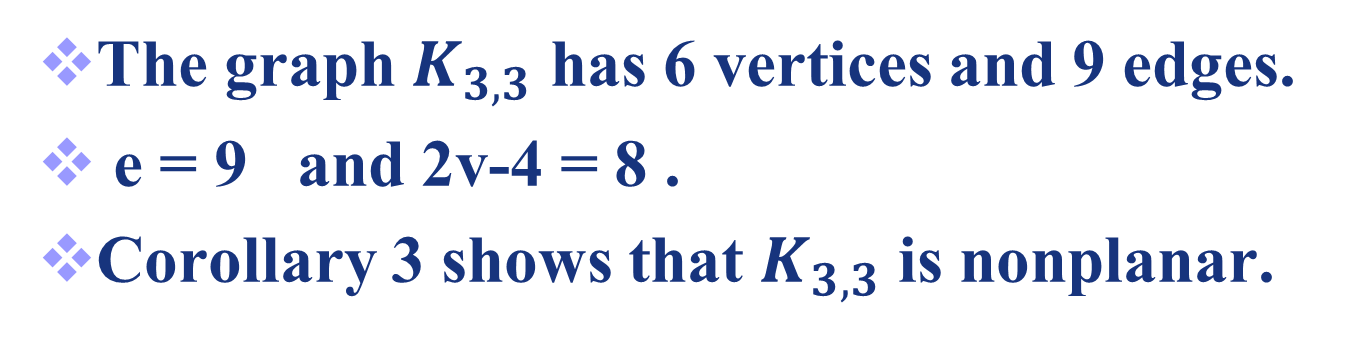 ❖The graph K₃,₃ has 6 vertices and 9 edges.
❖ e = 9 and 2v-4 = 8 .
❖Corollary 3 shows that K₃,₃ is nonplanar.